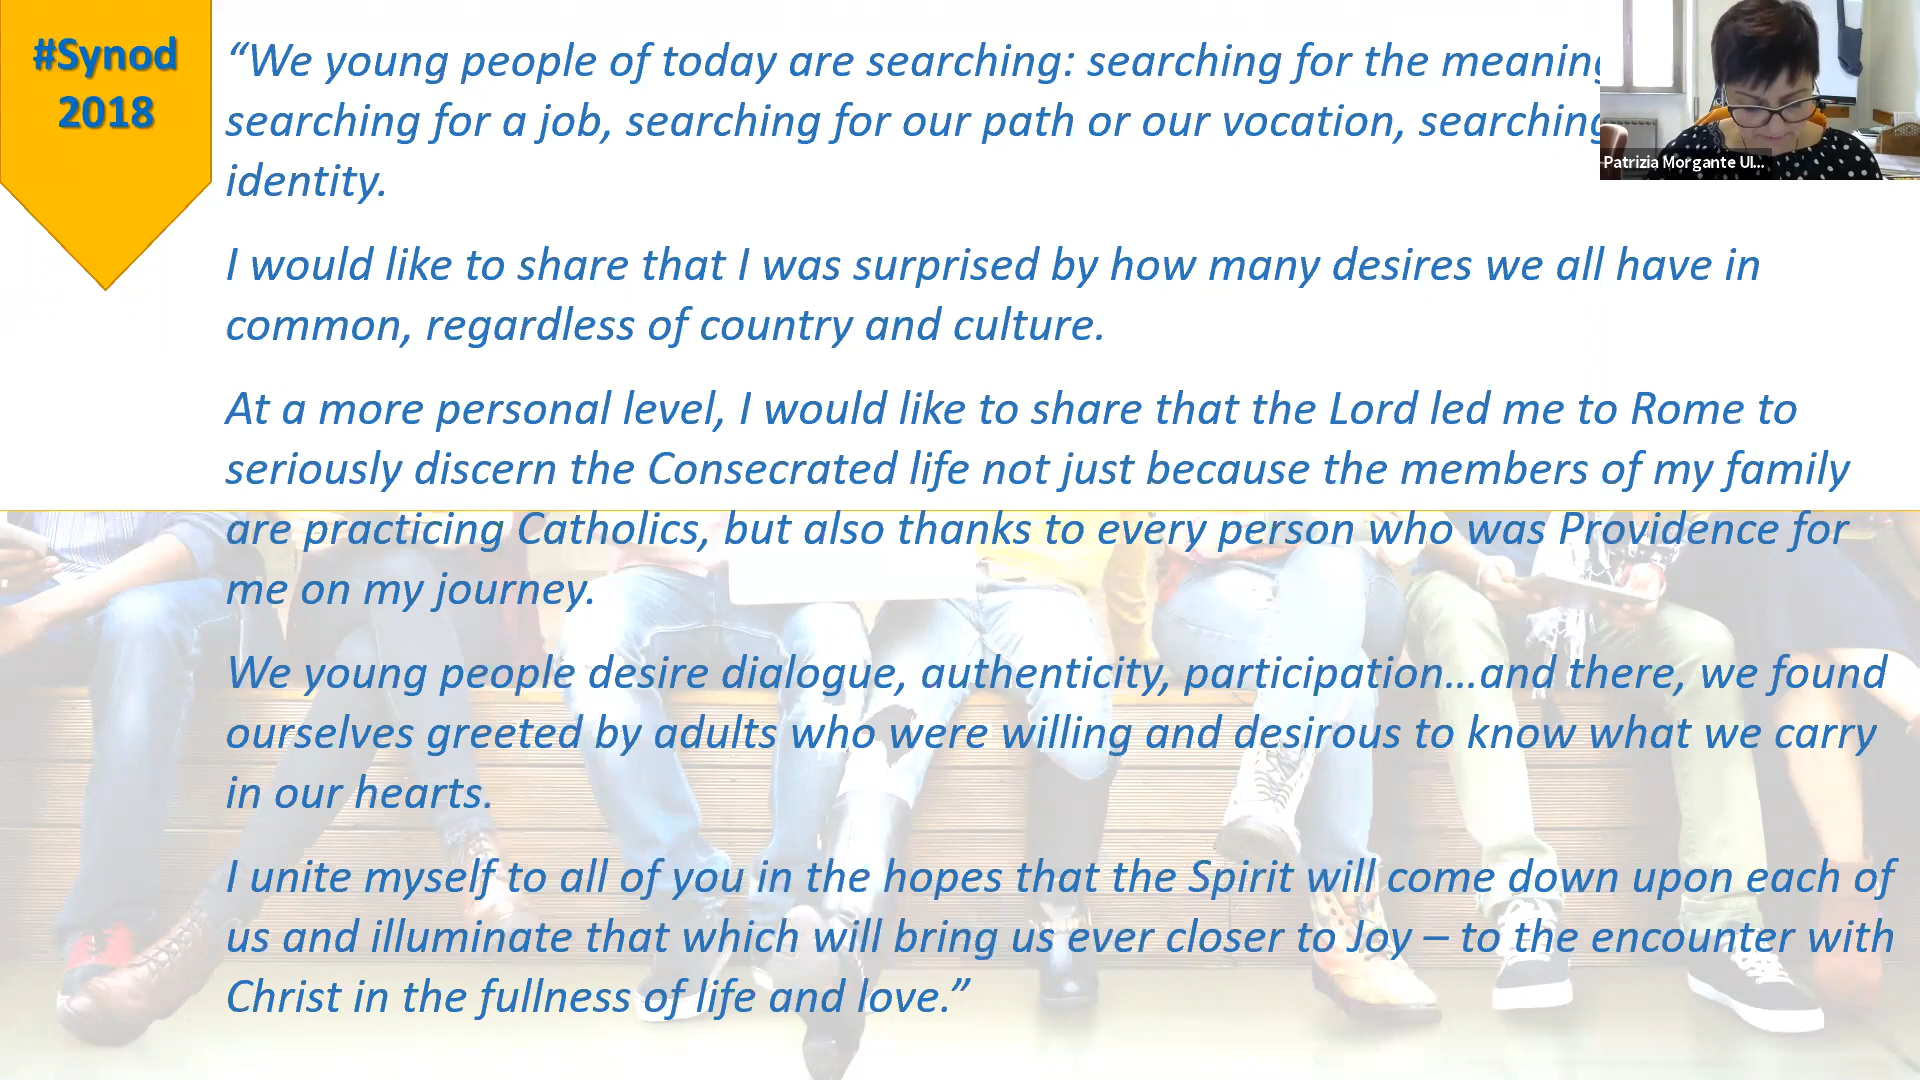 #Synod
2018
“We young people of today are searching: searching for the meaning
searching for a job, searching for our path or our vocation, searching
identity.
I would like to share that I was surprised by how many desires we all have in
common, regardless of country and culture.
At a more personal level, I would like to share that the Lord led me to Rome to
seriously discern the Consecrated life not just because the members of my family
are practicing Catholics, but also thanks to every person who was Providence for
me on my journey.
We young people desire dialogue, authenticity, participation…and there, we found
ourselves greeted by adults who were willing and desirous to know what we carry
in our hearts.
I unite myself to all of you in the hopes that the Spirit will come down upon each of
us and illuminate that which will bring us ever closer to Joy – to the encounter with
Christ in the fullness of life and love.”
Patrizia Morgante UI...